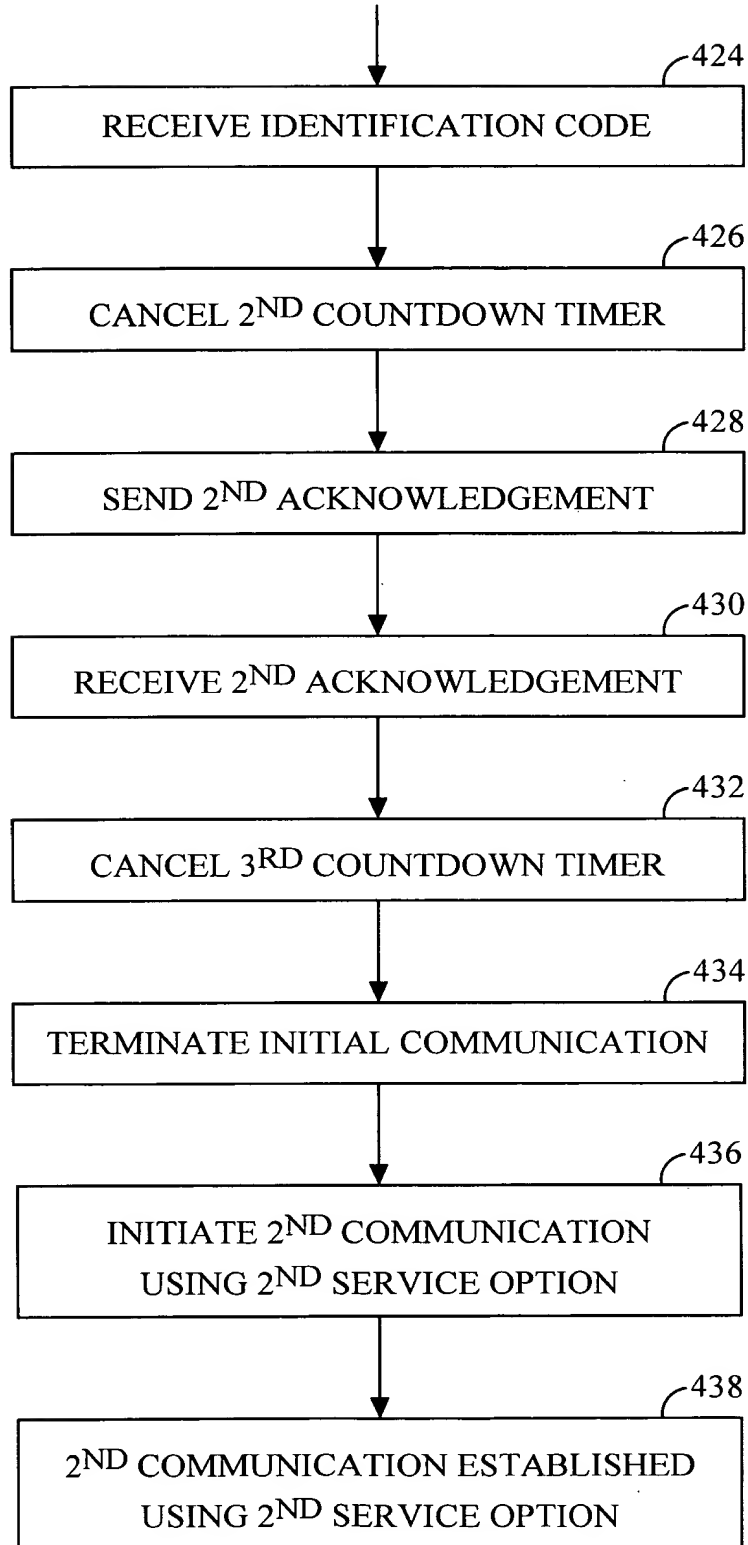 424
RECEIVE IDENTIFICATION CODE
426
CANCEL 2ND COUNTDOWN TIMER
428
SEND 2ND ACKNOWLEDGEMENT
430
RECEIVE 2ND ACKNOWLEDGEMENT
432
CANCEL 3RD COUNTDOWN TIMER
434
TERMINATE INITIAL COMMUNICATION
436
INITIATE 2ND COMMUNICATION
USING 2ND SERVICE OPTION
438
2ND COMMUNICATION ESTABLISHED
USING 2ND SERVICE OPTION